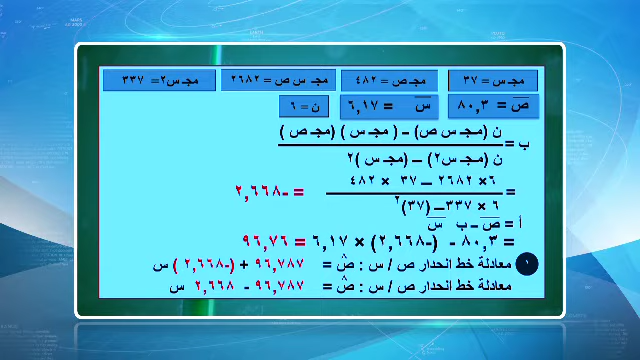 مجـ س = ٣٧ مجـ ص = ٤٨٢ مجـ س ص = ٢٦٨٢ مجـ س٢ = ٣٣٧
ص̅ = ٨٠,٣ س̅ = ٦,١٧ ن = ٦
ن (مجـ س ص) – ( مجـ س ) (مجـ ص )
ب =
ن (مجـ س٢) – (مجـ س )٢
٦× ٢٦٨٢ – ٣٧ × ٤٨٢
= = -٢,٦٦٨
٦ × ٣٣٧– (٣٧)²
أ = ص̅ – ب س̅
= ٨٠,٣ - (-٢,٦٦٨) × ٦,١٧ = ٩٦,٧٦
١ معادلة خط انحدار ص / س : ص^ = ٩٦,٧٨٧ + (-٢,٦٦٨ ) س
معادلة خط انحدار ص / س : ص^ = ٩٦,٧٨٧ - ٢,٦٦٨ س